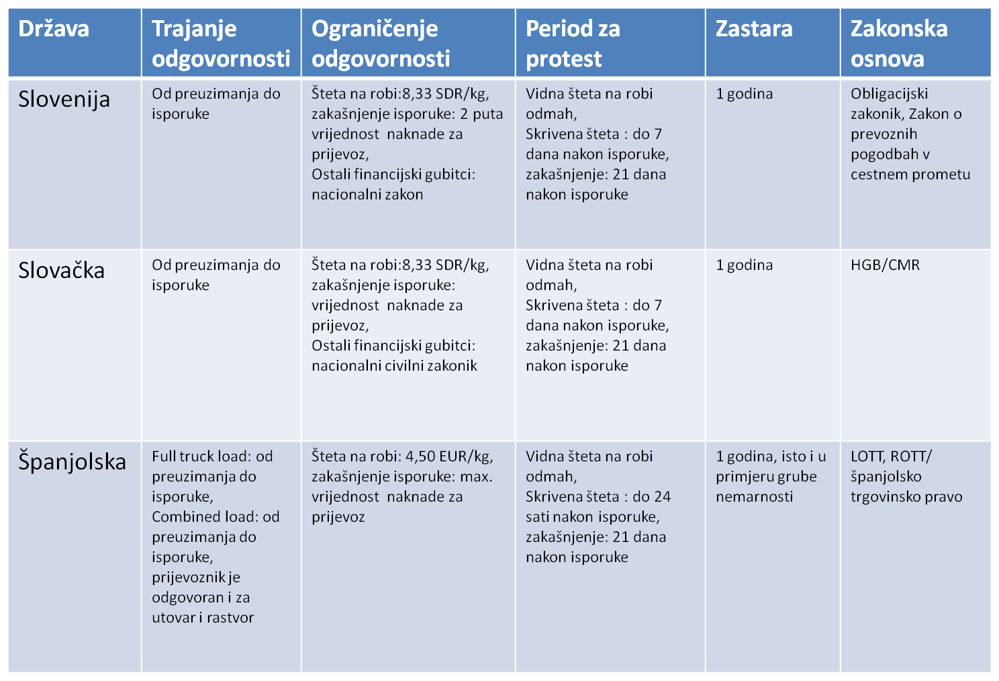 Država
Trajanje
odgovornosti
Ograničenje
odgovornosti
Period za
protest
Zastara
Zakonska
osnova
Slovenija
Od preuzimanja do
isporuke
Šteta na robi:8,33 SDR/kg,
zakašnjenje isporuke: 2 puta
vrijednost  naknade za
prijevoz,
Ostali financijski gubitci:
nacionalni zakon
Vidna šteta na robi
odmah,
Skrivena šteta : do 7
dana nakon isporuke,
zakašnjenje: 21 dana
nakon isporuke
1 godina
Obligacijski
zakonik, Zakon o
prevoznih
pogodbah v
cestnem prometu
Slovačka
Od preuzimanja do
isporuke
Šteta na robi:8,33 SDR/kg,
zakašnjenje isporuke:
vrijednost  naknade za
prijevoz,
Ostali financijski gubitci:
nacionalni civilni zakonik
Vidna šteta na robi
odmah,
Skrivena šteta : do 7
dana nakon isporuke,
zakašnjenje: 21 dana
nakon isporuke
1 godina
HGB/CMR
Španjolska
Full truck load: od
preuzimanja do
isporuke,
Combined load: od
preuzimanja do
isporuke,
prijevoznik je
odgovoran i za
utovar i rastvor
Šteta na robi: 4,50 EUR/kg,
zakašnjenje isporuke: max.
vrijednost  naknade za
prijevoz
Vidna šteta na robi
odmah,
Skrivena šteta : do 24
sati nakon isporuke,
zakašnjenje: 21 dana
nakon isporuke
1 godina, isto i u
primjeru grube
nemarnosti
LOTT, ROTT/
španjolsko
trgovinsko pravo